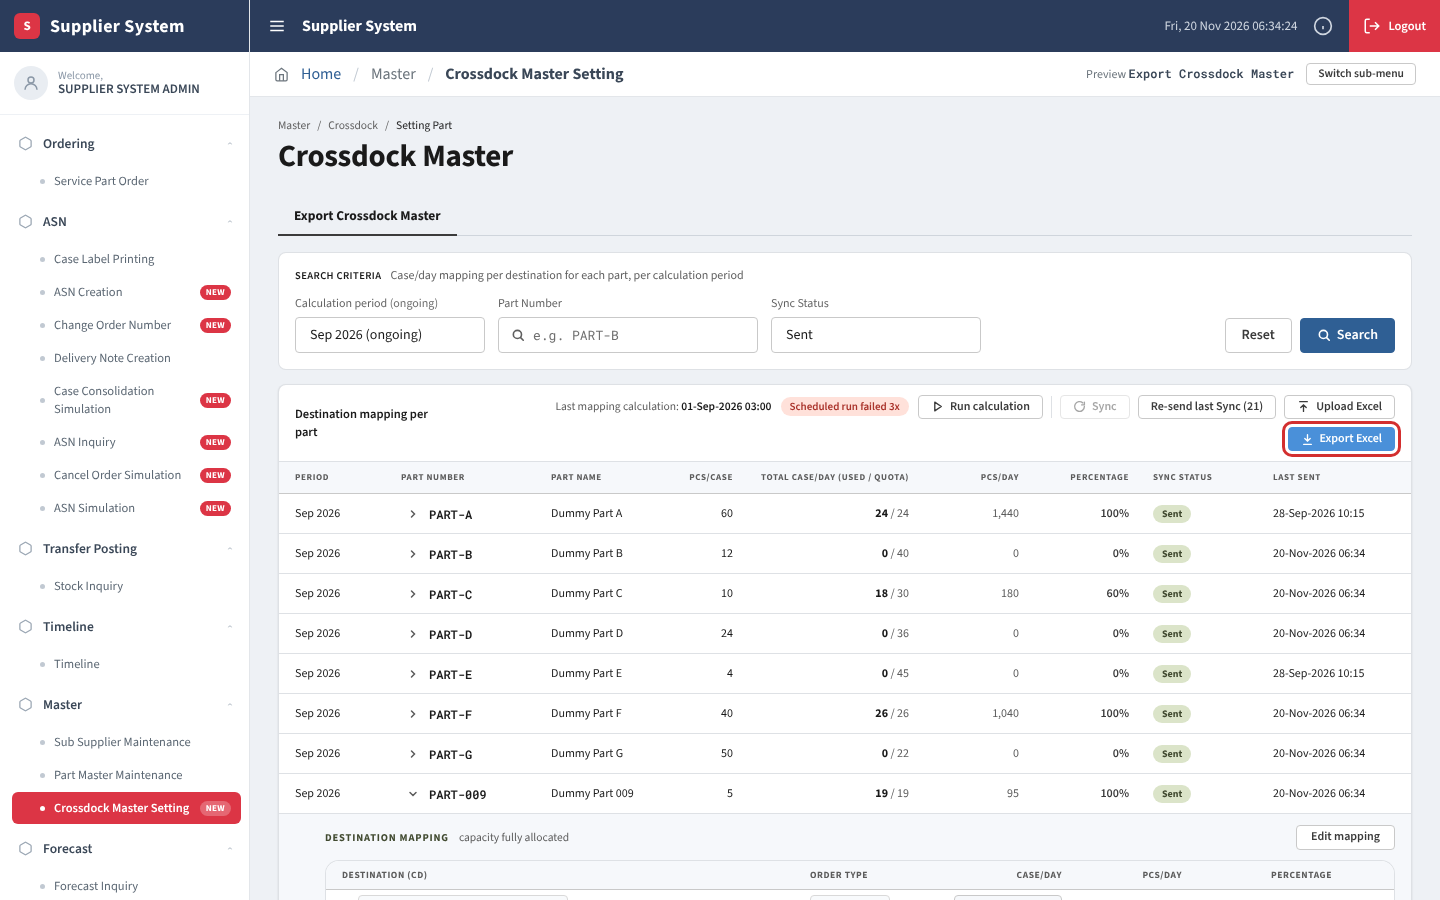 S Supplier System
Supplier System
Fri, 20 Nov 2026 06:34:24
Logout
Welcome,
SUPPLIER SYSTEM ADMIN
Home / Master / Crossdock Master Setting
Preview Export Crossdock Master
Switch sub-menu
Ordering
Service Part Order
ASN
Case Label Printing
ASN Creation NEW
Change Order Number NEW
Delivery Note Creation
Case Consolidation
Simulation NEW
ASN Inquiry NEW
Cancel Order Simulation NEW
ASN Simulation NEW
Transfer Posting
Stock Inquiry
Timeline
Timeline
Master
Sub Supplier Maintenance
Part Master Maintenance
Crossdock Master Setting NEW
Forecast
Forecast Inquiry
Master / Crossdock / Setting Part
Crossdock Master
Export Crossdock Master
SEARCH CRITERIA Case/day mapping per destination for each part, per calculation period
Calculation period (ongoing) Part Number Sync Status
Sep 2026 (ongoing) e.g. PART-B Sent Reset Search
Destination mapping per
part
Last mapping calculation: 01-Sep-2026 03:00 Scheduled run failed 3x Run calculation Sync Re-send last Sync (21) Upload Excel
Export Excel
PERIOD PART NUMBER PART NAME PCS/CASE TOTAL CASE/DAY (USED / QUOTA) PCS/DAY PERCENTAGE SYNC STATUS LAST SENT
Sep 2026 PART-A Dummy Part A 60 24 / 24 1,440 100% Sent 28-Sep-2026 10:15
Sep 2026 PART-B Dummy Part B 12 0 / 40 0 0% Sent 20-Nov-2026 06:34
Sep 2026 PART-C Dummy Part C 10 18 / 30 180 60% Sent 20-Nov-2026 06:34
Sep 2026 PART-D Dummy Part D 24 0 / 36 0 0% Sent 20-Nov-2026 06:34
Sep 2026 PART-E Dummy Part E 4 0 / 45 0 0% Sent 28-Sep-2026 10:15
Sep 2026 PART-F Dummy Part F 40 26 / 26 1,040 100% Sent 20-Nov-2026 06:34
Sep 2026 PART-G Dummy Part G 50 0 / 22 0 0% Sent 20-Nov-2026 06:34
Sep 2026 PART-009 Dummy Part 009 5 19 / 19 95 100% Sent 20-Nov-2026 06:34
DESTINATION MAPPING capacity fully allocated Edit mapping
DESTINATION (CD) ORDER TYPE CASE/DAY PCS/DAY PERCENTAGE